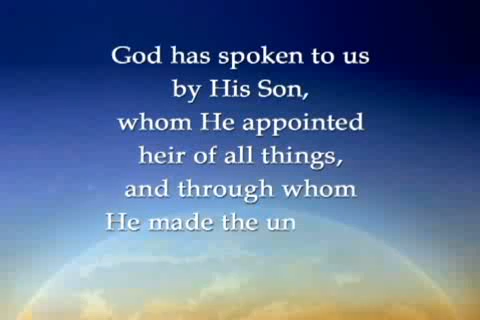 God has spoken to us
by His Son,
whom He appointed
heir of all things,
and through whom
He made the un